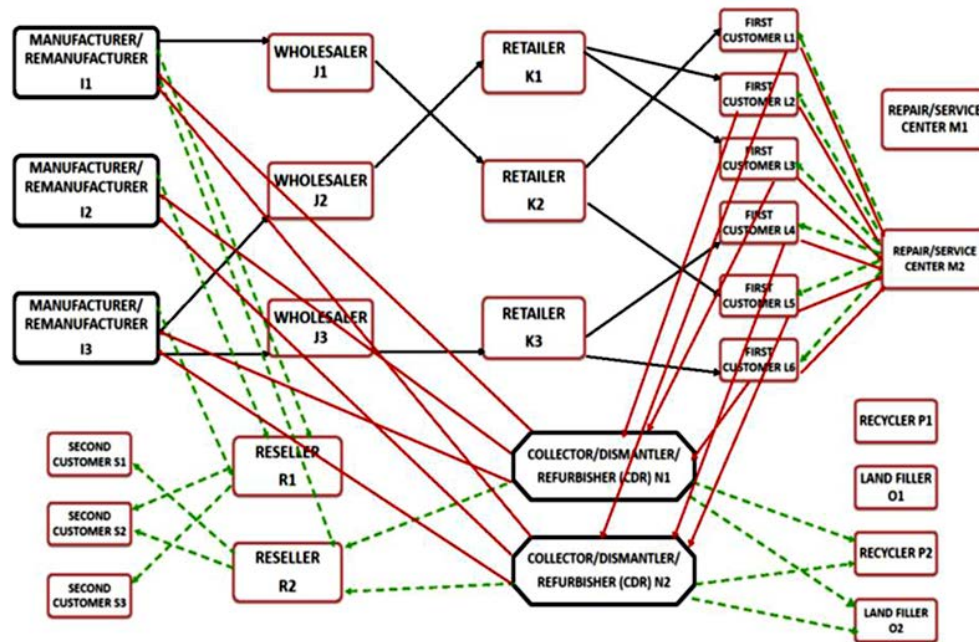 MANUFACTURER/
REMANUFACTURER
I1
WHOLESALER
J1
RETAILER
K1
FIRST
CUSTOMER L1
FIRST
CUSTOMER L2
REPAIR/SERVICE
CENTER M1
MANUFACTURER/
REMANUFACTURER
I2
WHOLESALER
J2
RETAILER
K2
FIRST
CUSTOMER L3
FIRST
CUSTOMER L4
REPAIR/SERVICE
CENTER M2
MANUFACTURER/
REMANUFACTURER
I3
WHOLESALER
J3
RETAILER
K3
FIRST
CUSTOMER L5
FIRST
CUSTOMER L6
SECOND
CUSTOMER S1
RESELLER
R1
COLLECTOR/DISMANTLER/
REFURBISHER (CDR) N1
RECYCLER P1
LAND FILLER
O1
SECOND
CUSTOMER S2
RESELLER
R2
COLLECTOR/DISMANTLER/
REFURBISHER (CDR) N2
RECYCLER P2
SECOND
CUSTOMER S3
LAND FILLER
O2